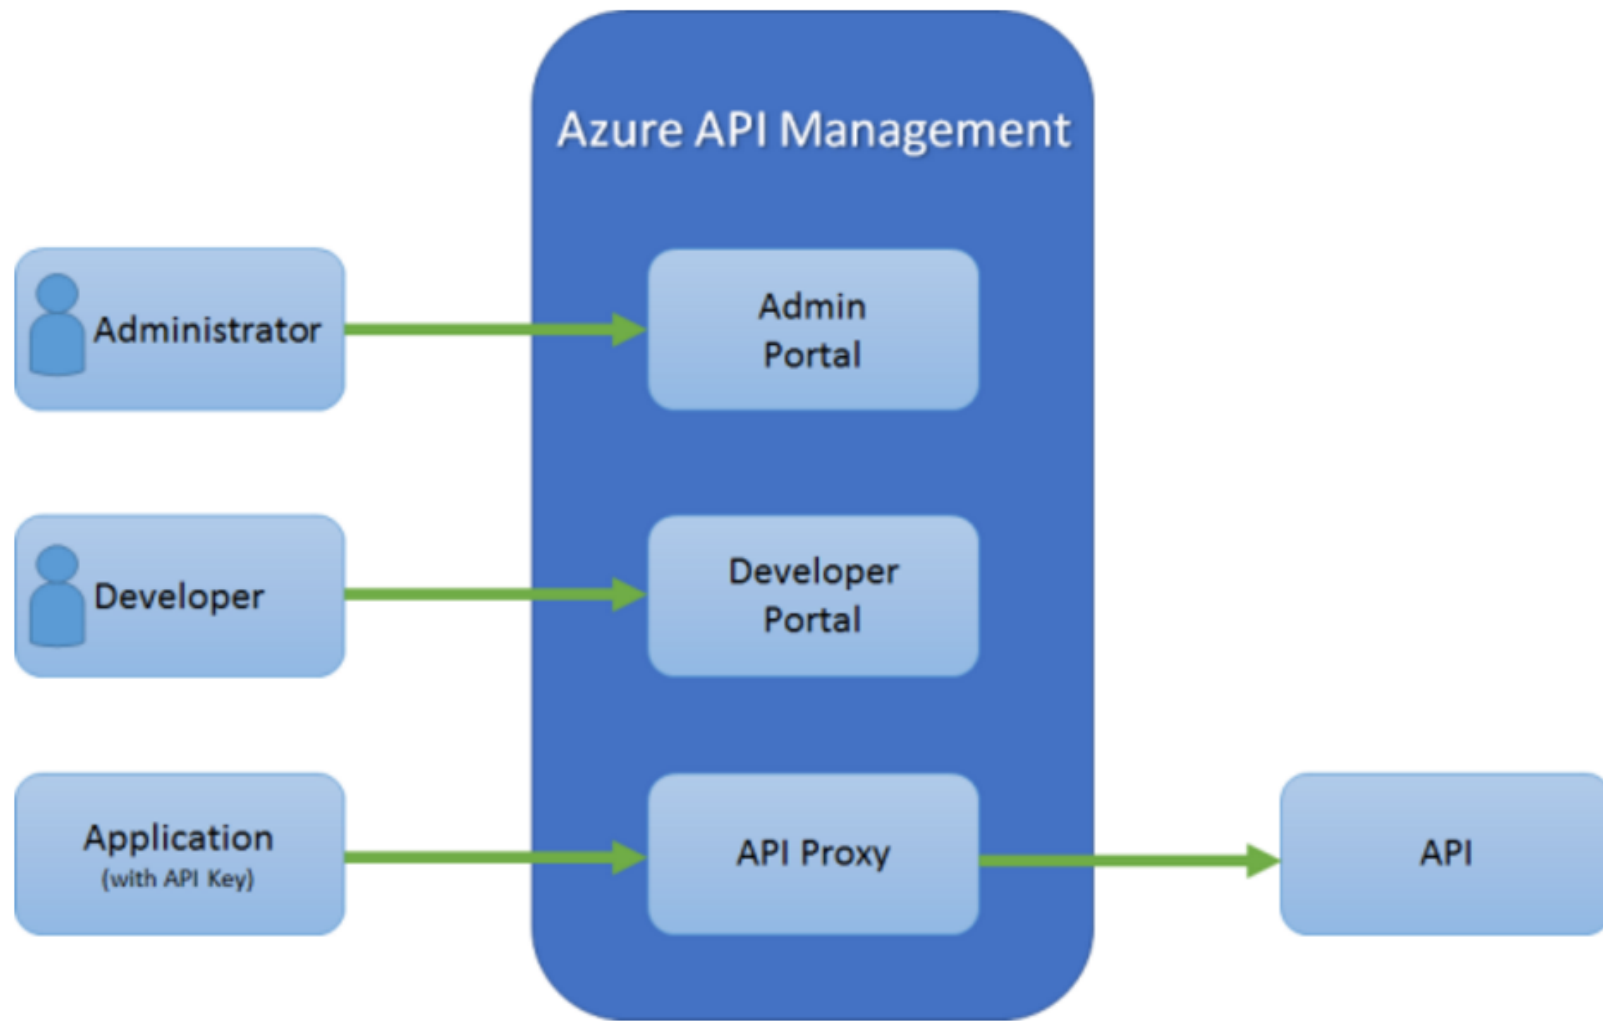 Azure API Management
Administrator
Admin
Portal
Developer
Developer
Portal
Application
(with API Key)
API Proxy
API